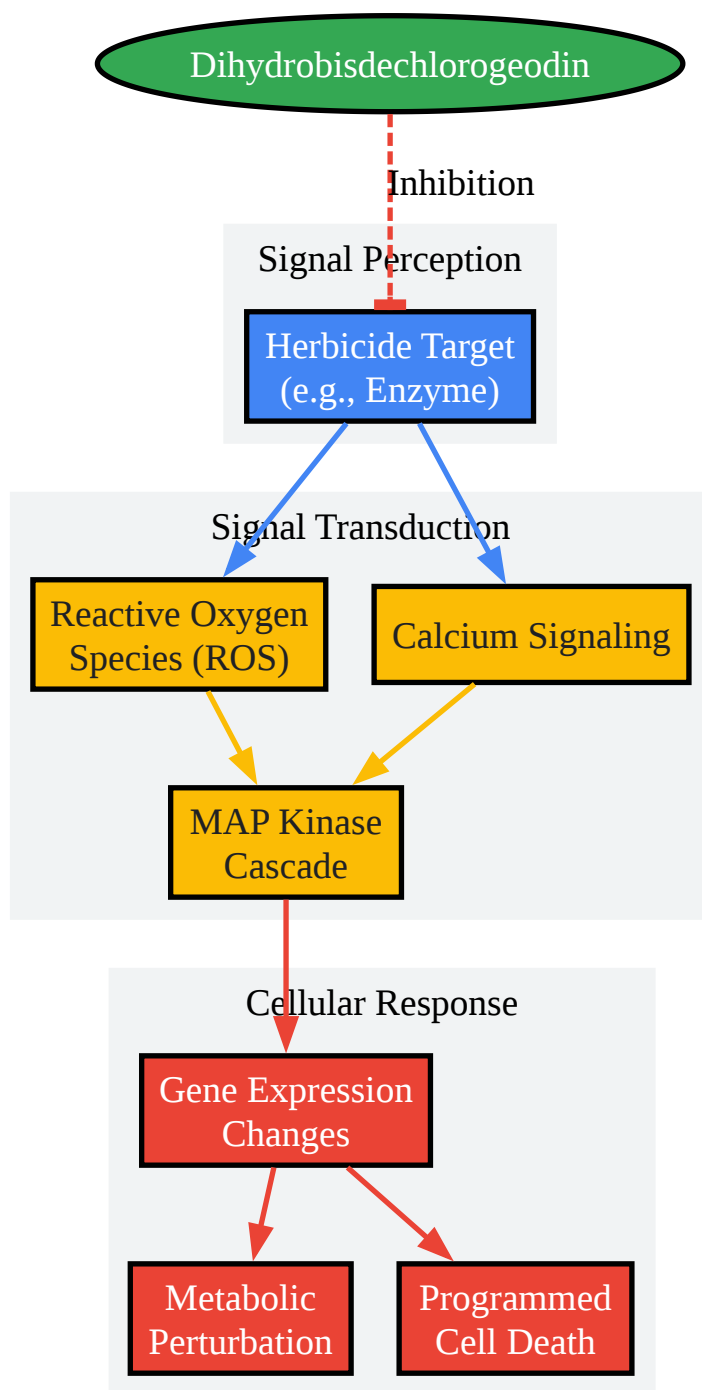 Dihydrobisdechlorogeodin
Inhibition
Signal Perception
Herbicide Target
(e.g., Enzyme)
Signal Transduction
Reactive Oxygen
Species (ROS)
Calcium Signaling
MAP Kinase
Cascade
Cellular Response
Gene Expression
Changes
Metabolic
Perturbation
Programmed
Cell Death